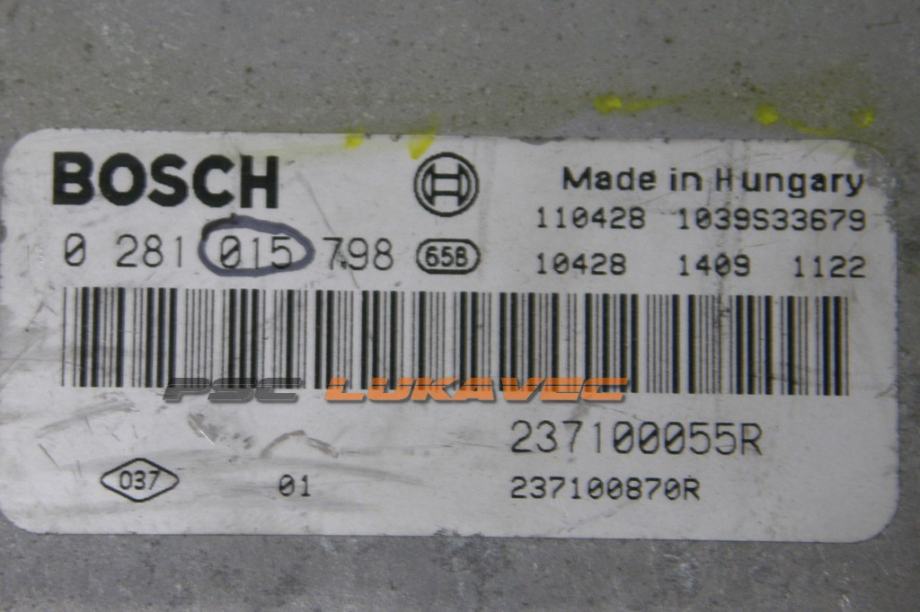 BOSCH
Made in Hungary
110428 1039S33679
0 281 015 798 658
10428 1409 1122
PSC LUKAVEC
237100055R
037 01 237100870R